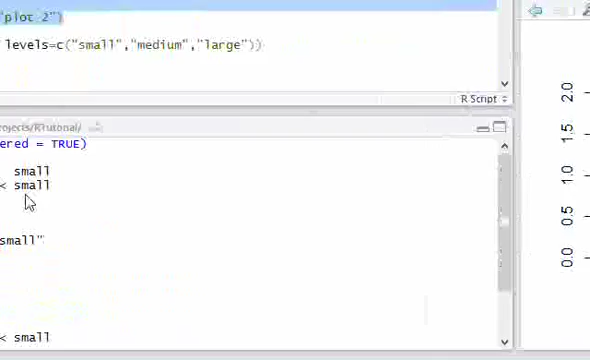 "plot 2")
levels=c("small","medium","large"))
R Script
rojects/RTutorial/
ered = TRUE)
small
< small
small"
< small
2.0
1.5
1.0
0.5
0.0